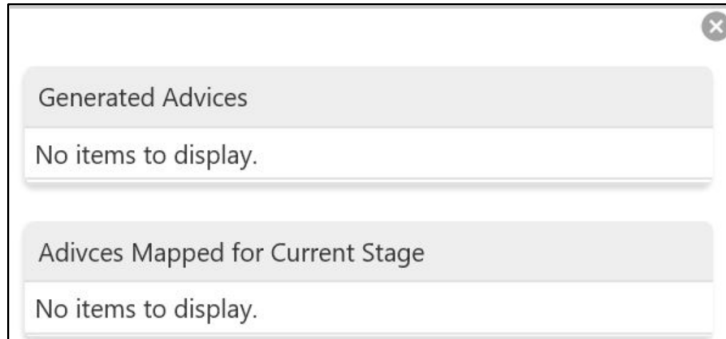 Generated Advices
No items to display.
Adivces Mapped for Current Stage
No items to display.